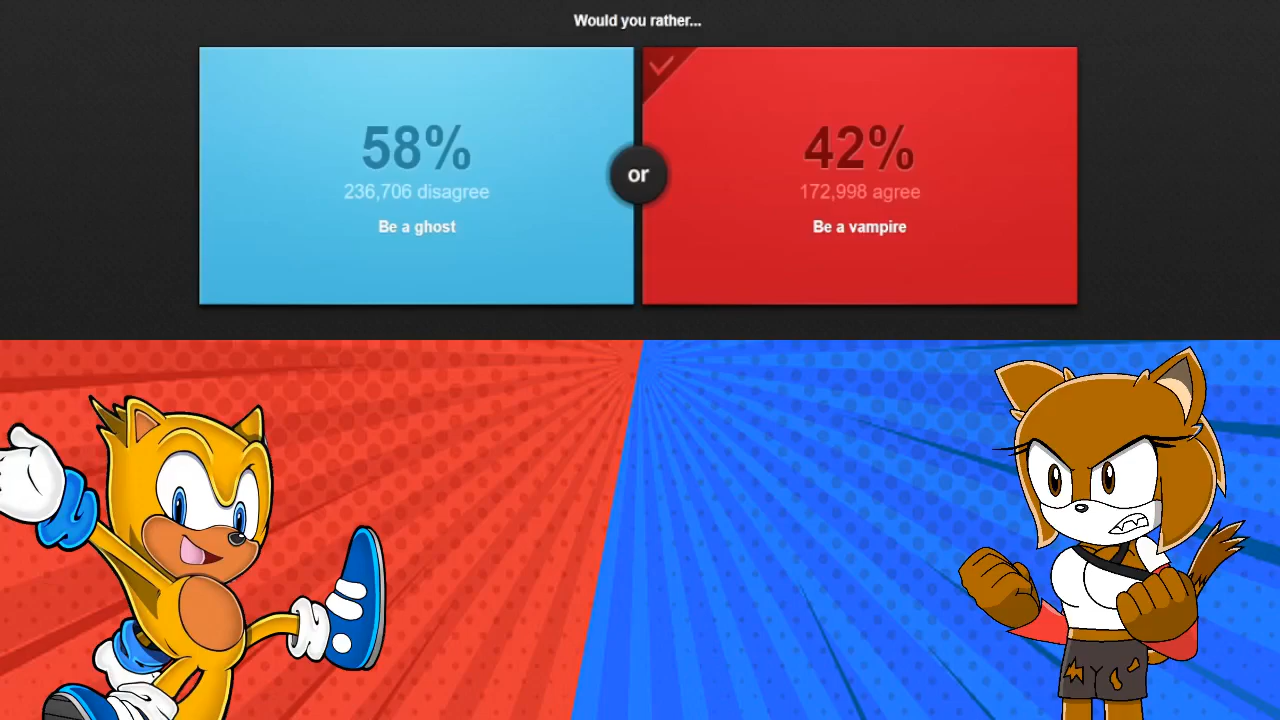 Would you rather...
58%
236,706 disagree
Be a ghost
or
42%
172,998 agree
Be a vampire